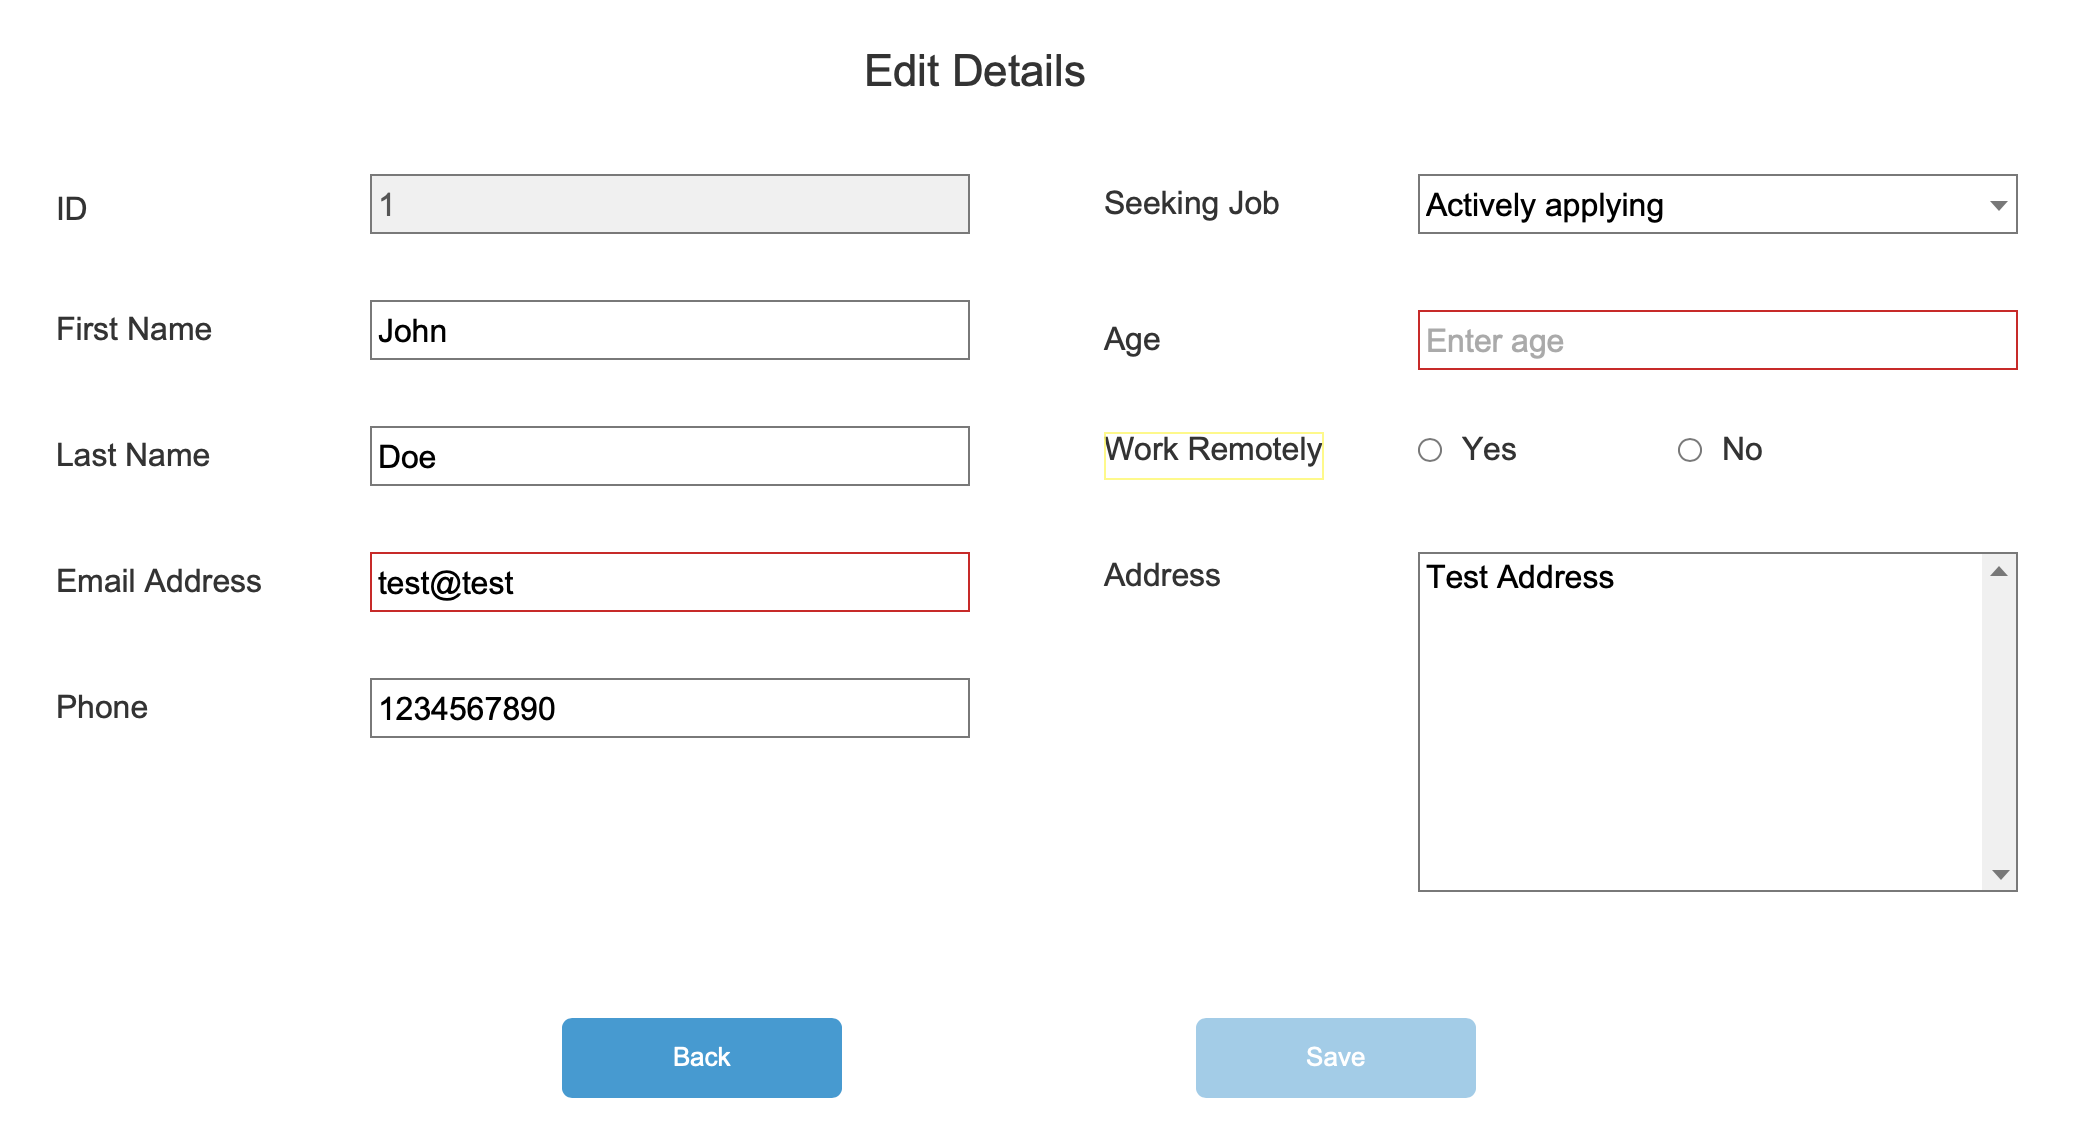 Edit Details
ID
1
First Name
John
Last Name
Doe
Email Address
test@test
Phone
1234567890
Seeking Job
Actively applying
Age
Enter age
Work Remotely
Yes
No
Address
Test Address
Back
Save